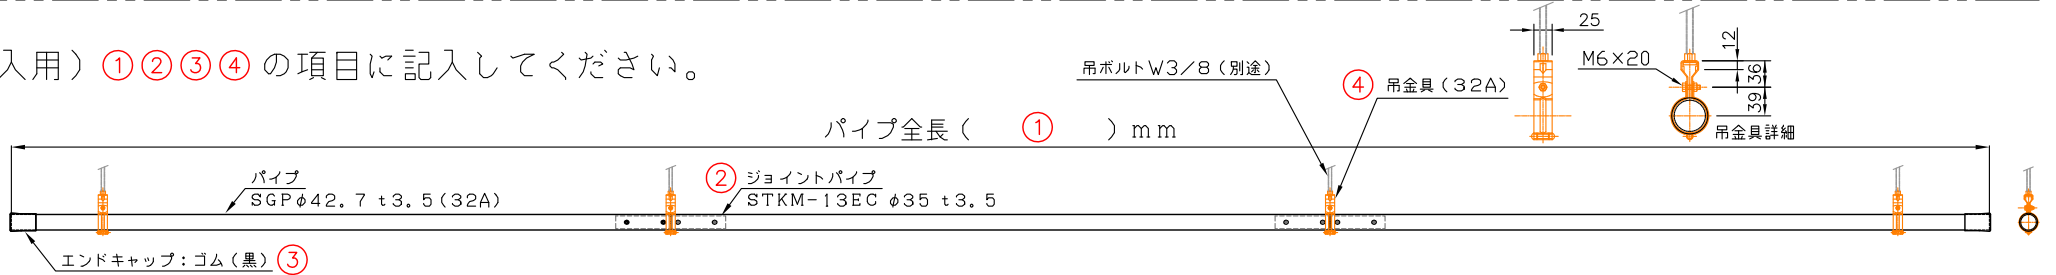 入用）①②③④の項目に記入してください。
25
M6×20
12
36
39
吊金具詳細
吊ボルトW3/8（別途）
④ 吊金具（32A）
パイプ全長（ ① ）mm
パイプ
SGPφ42．7 t3．5（32A）
② ジョイントパイプ
STKM−13EC φ35 t3．5
エンドキャップ：ゴム（黒）③